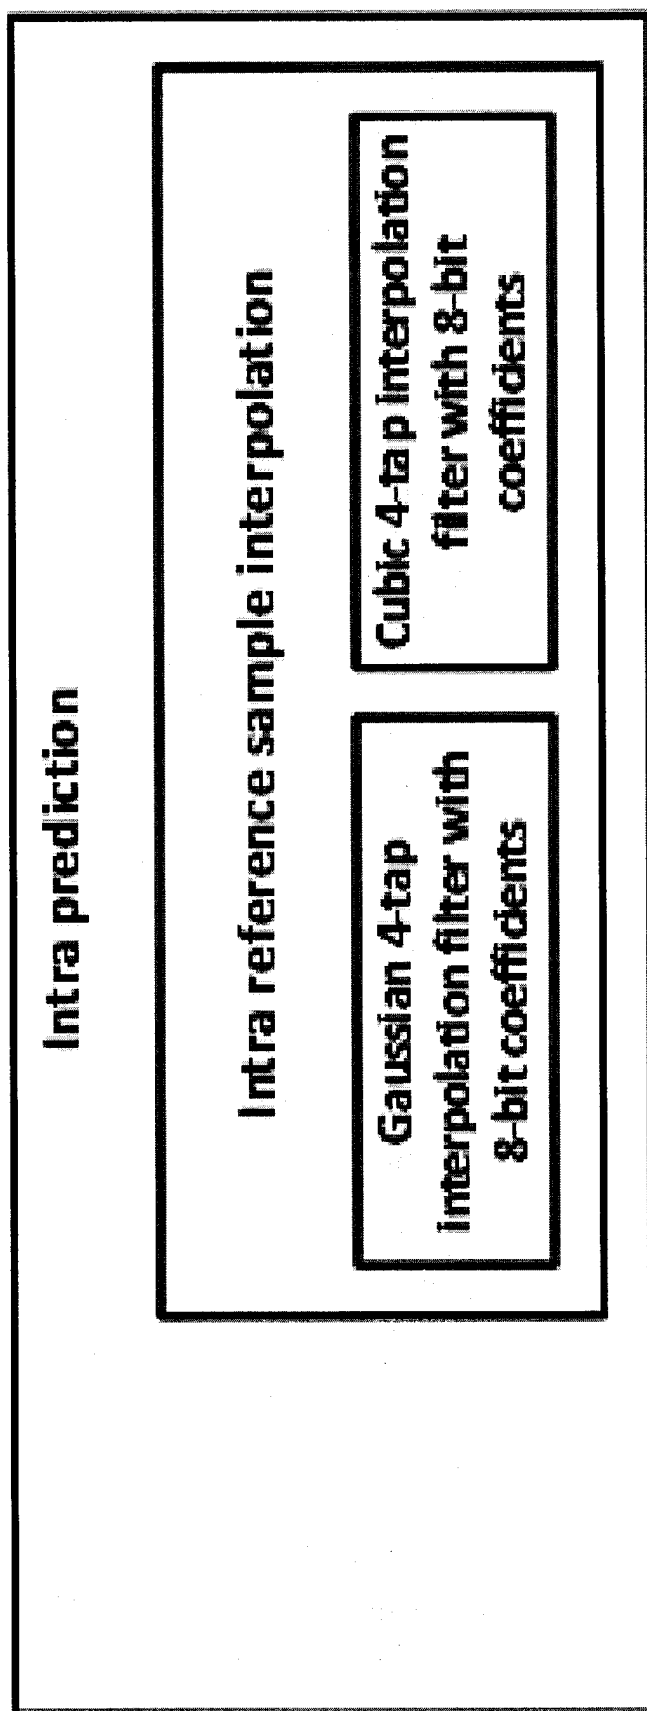 Intra prediction
Intra reference sample interpolation
Gaussian 4-tap
interpolation filter with
8-bit coefficients
Cubic 4-tap interpolation
filter with 8-bit
coefficients